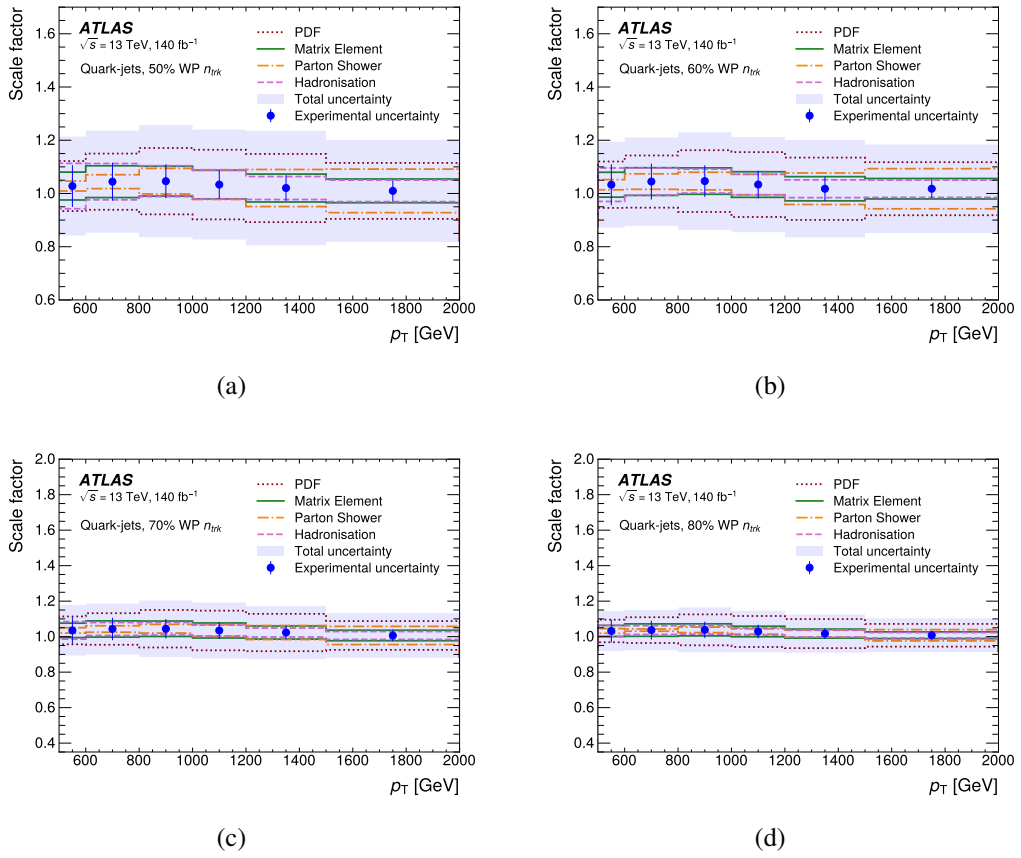 ATLAS
√s = 13 TeV, 140 fb⁻¹
Quark-jets, 50% WP n_trk
PDF
Matrix Element
Parton Shower
Hadronisation
Total uncertainty
Experimental uncertainty
Scale factor
1.6
1.4
1.2
1.0
0.8
0.6
600 800 1000 1200 1400 1600 1800 2000
p_T [GeV]
(a)
ATLAS
√s = 13 TeV, 140 fb⁻¹
Quark-jets, 60% WP n_trk
PDF
Matrix Element
Parton Shower
Hadronisation
Total uncertainty
Experimental uncertainty
Scale factor
1.6
1.4
1.2
1.0
0.8
0.6
600 800 1000 1200 1400 1600 1800 2000
p_T [GeV]
(b)
ATLAS
√s = 13 TeV, 140 fb⁻¹
Quark-jets, 70% WP n_trk
PDF
Matrix Element
Parton Shower
Hadronisation
Total uncertainty
Experimental uncertainty
Scale factor
2.0
1.8
1.6
1.4
1.2
1.0
0.8
0.6
0.4
600 800 1000 1200 1400 1600 1800 2000
p_T [GeV]
(c)
ATLAS
√s = 13 TeV, 140 fb⁻¹
Quark-jets, 80% WP n_trk
PDF
Matrix Element
Parton Shower
Hadronisation
Total uncertainty
Experimental uncertainty
Scale factor
2.0
1.8
1.6
1.4
1.2
1.0
0.8
0.6
0.4
600 800 1000 1200 1400 1600 1800 2000
p_T [GeV]
(d)